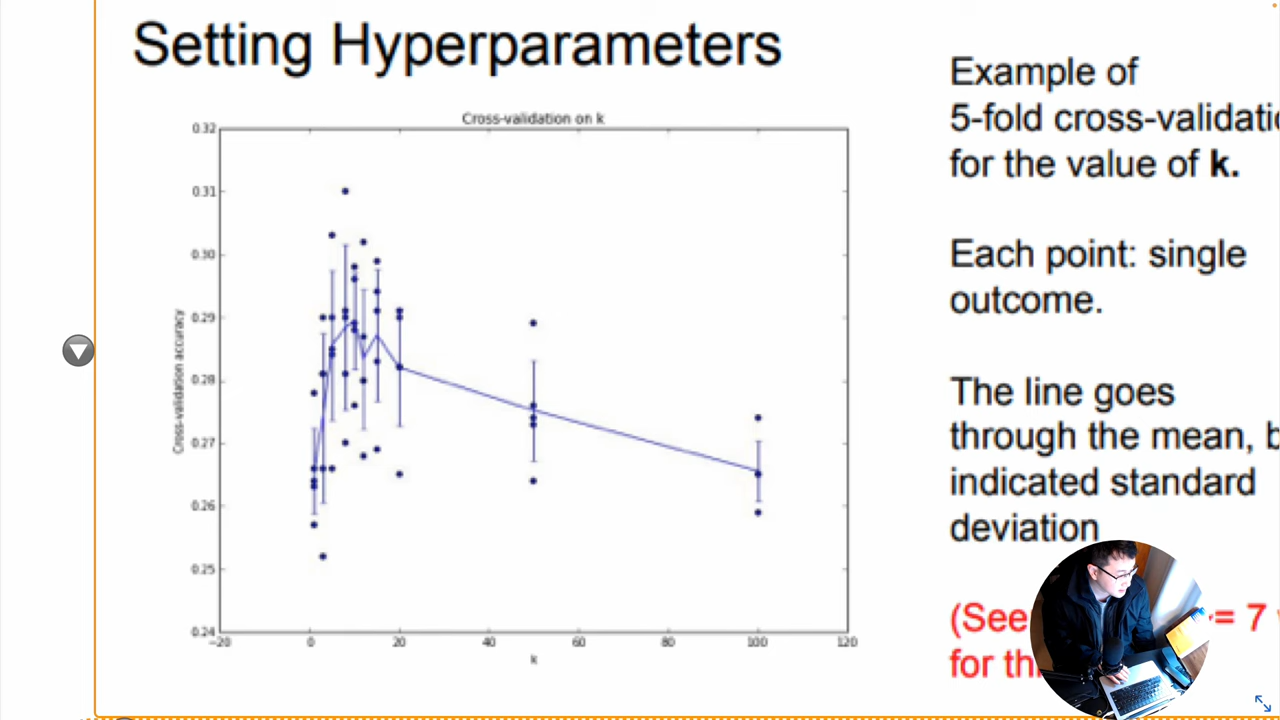 Setting Hyperparameters
Cross-validation on k
0.32
0.31
0.30
0.29
0.28
0.27
0.26
0.25
0.24
Cross-validation accuracy
−20
0
20
40
60
80
100
120
k
Example of
5-fold cross-validatio
for the value of k.
Each point: single
outcome.
The line goes
through the mean, b
indicated standard
deviation
(See = 7
for th